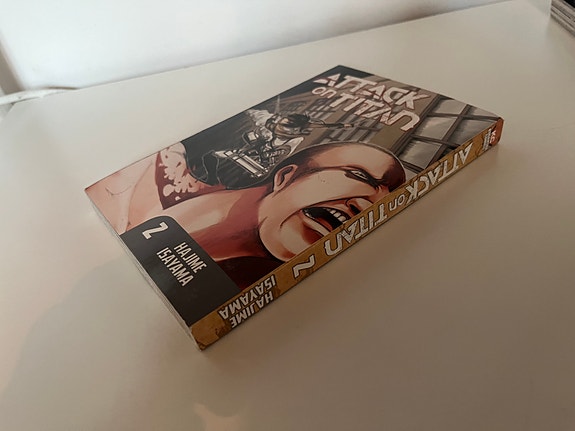 ATTACK
on TITAN
2
HAJIME
ISAYAMA
ATTACK on TITAN 2
HAJIME
ISAYAMA